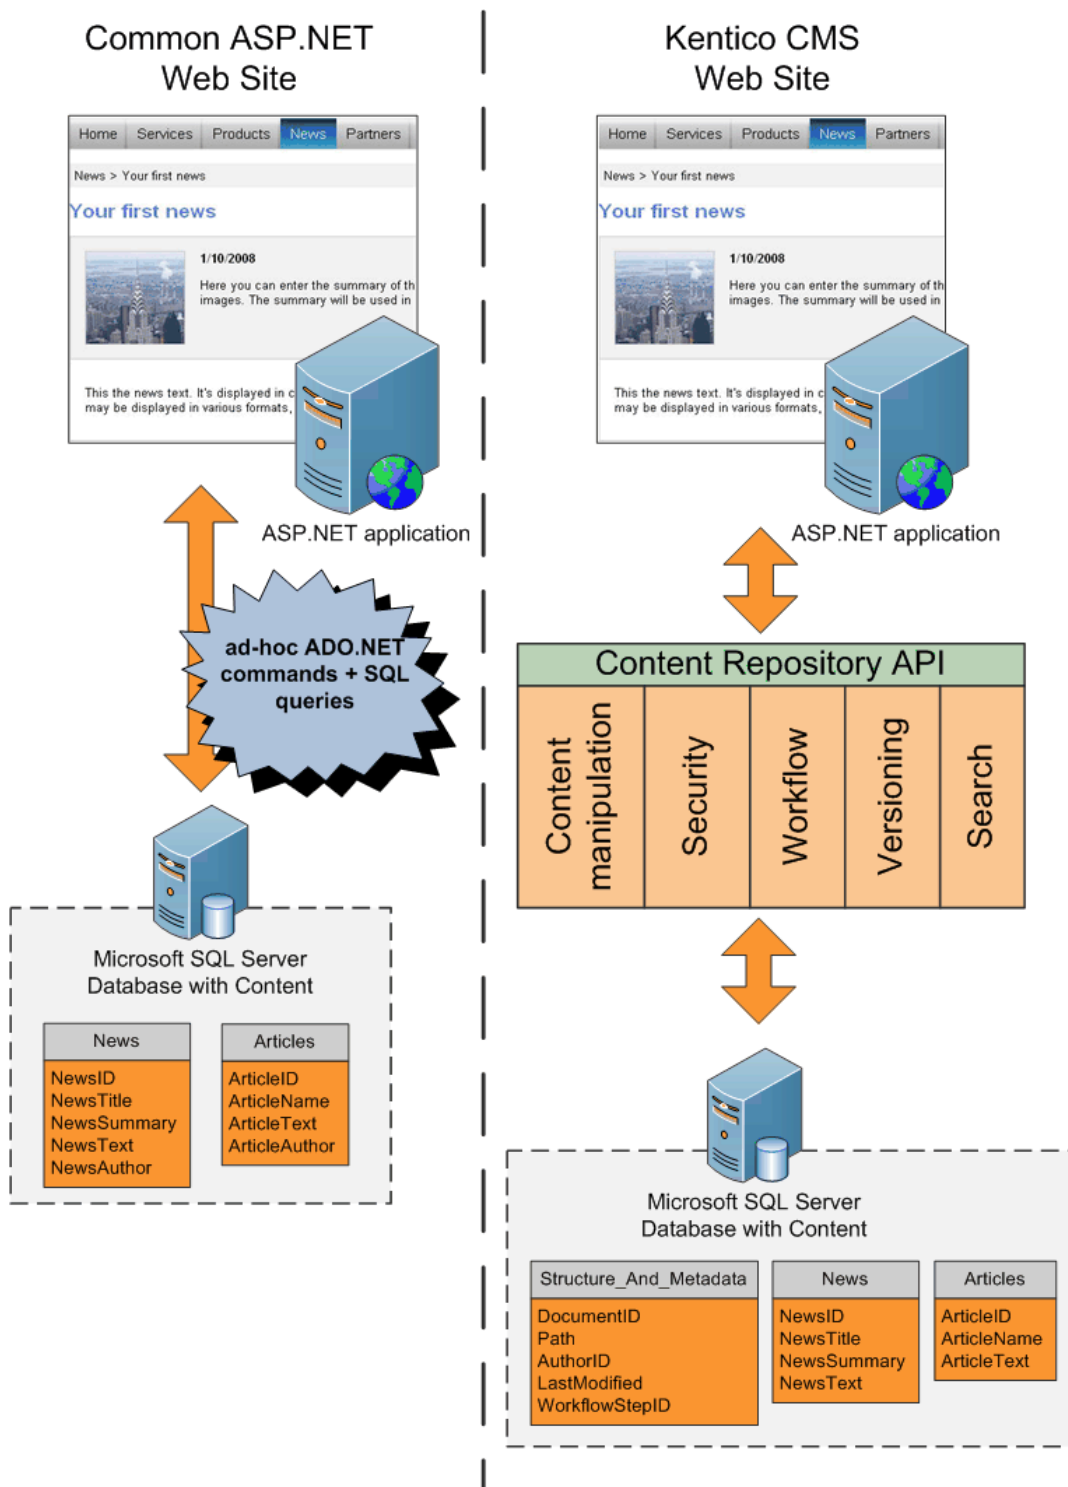 Common ASP.NET
Web Site
Home Services Products News Partners
News > Your first news
Your first news
1/10/2008
Here you can enter the summary of th
images. The summary will be used in
This the news text. It's displayed in c
may be displayed in various formats,
ASP.NET application
ad-hoc ADO.NET
commands + SQL
queries
Microsoft SQL Server
Database with Content
News
NewsID
NewsTitle
NewsSummary
NewsText
NewsAuthor
Articles
ArticleID
ArticleName
ArticleText
ArticleAuthor
Kentico CMS
Web Site
Home Services Products News Partners
News > Your first news
Your first news
1/10/2008
Here you can enter the summary of th
images. The summary will be used in
This the news text. It's displayed in c
may be displayed in various formats,
ASP.NET application
Content Repository API
Content
manipulation
Security
Workflow
Versioning
Search
Microsoft SQL Server
Database with Content
Structure_And_Metadata
DocumentID
Path
AuthorID
LastModified
WorkflowStepID
News
NewsID
NewsTitle
NewsSummary
NewsText
Articles
ArticleID
ArticleName
ArticleText